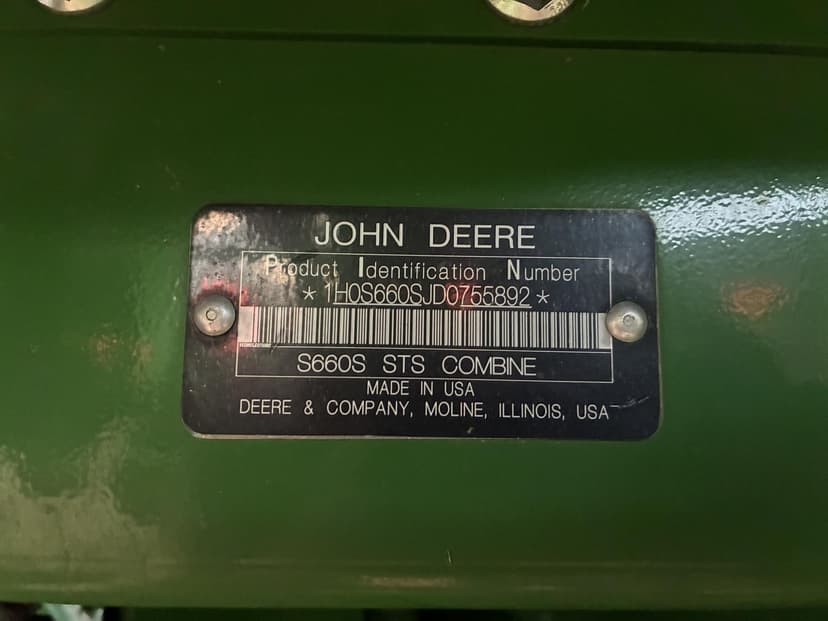 JOHN DEERE
Product Identification Number
*1H0S660SJD0755892*
S660S STS COMBINE
MADE IN USA
DEERE & COMPANY, MOLINE, ILLINOIS, USA